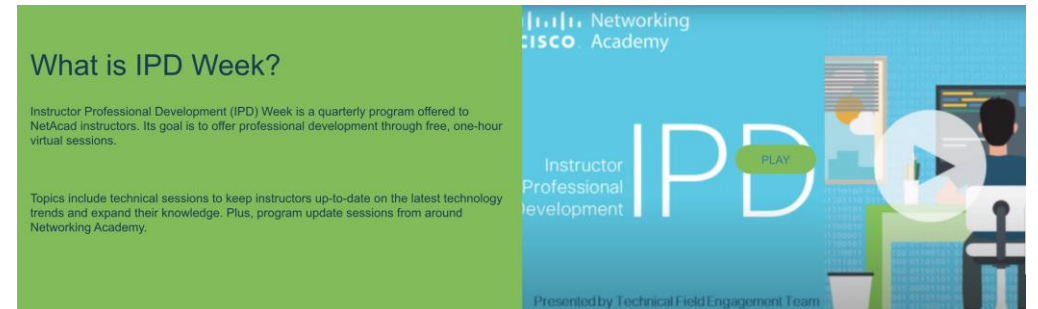 What is IPD Week?
Instructor Professional Development (IPD) Week is a quarterly program offered to
NetAcad instructors. Its goal is to offer professional development through free, one-hour
virtual sessions.
Topics include technical sessions to keep instructors up-to-date on the latest technology
trends and expand their knowledge. Plus, program update sessions from around
Networking Academy.
Networking
CISCO. Academy
Instructor
Professional
Development
IPD
PLAY
Presented by Technical Field Engagement Team